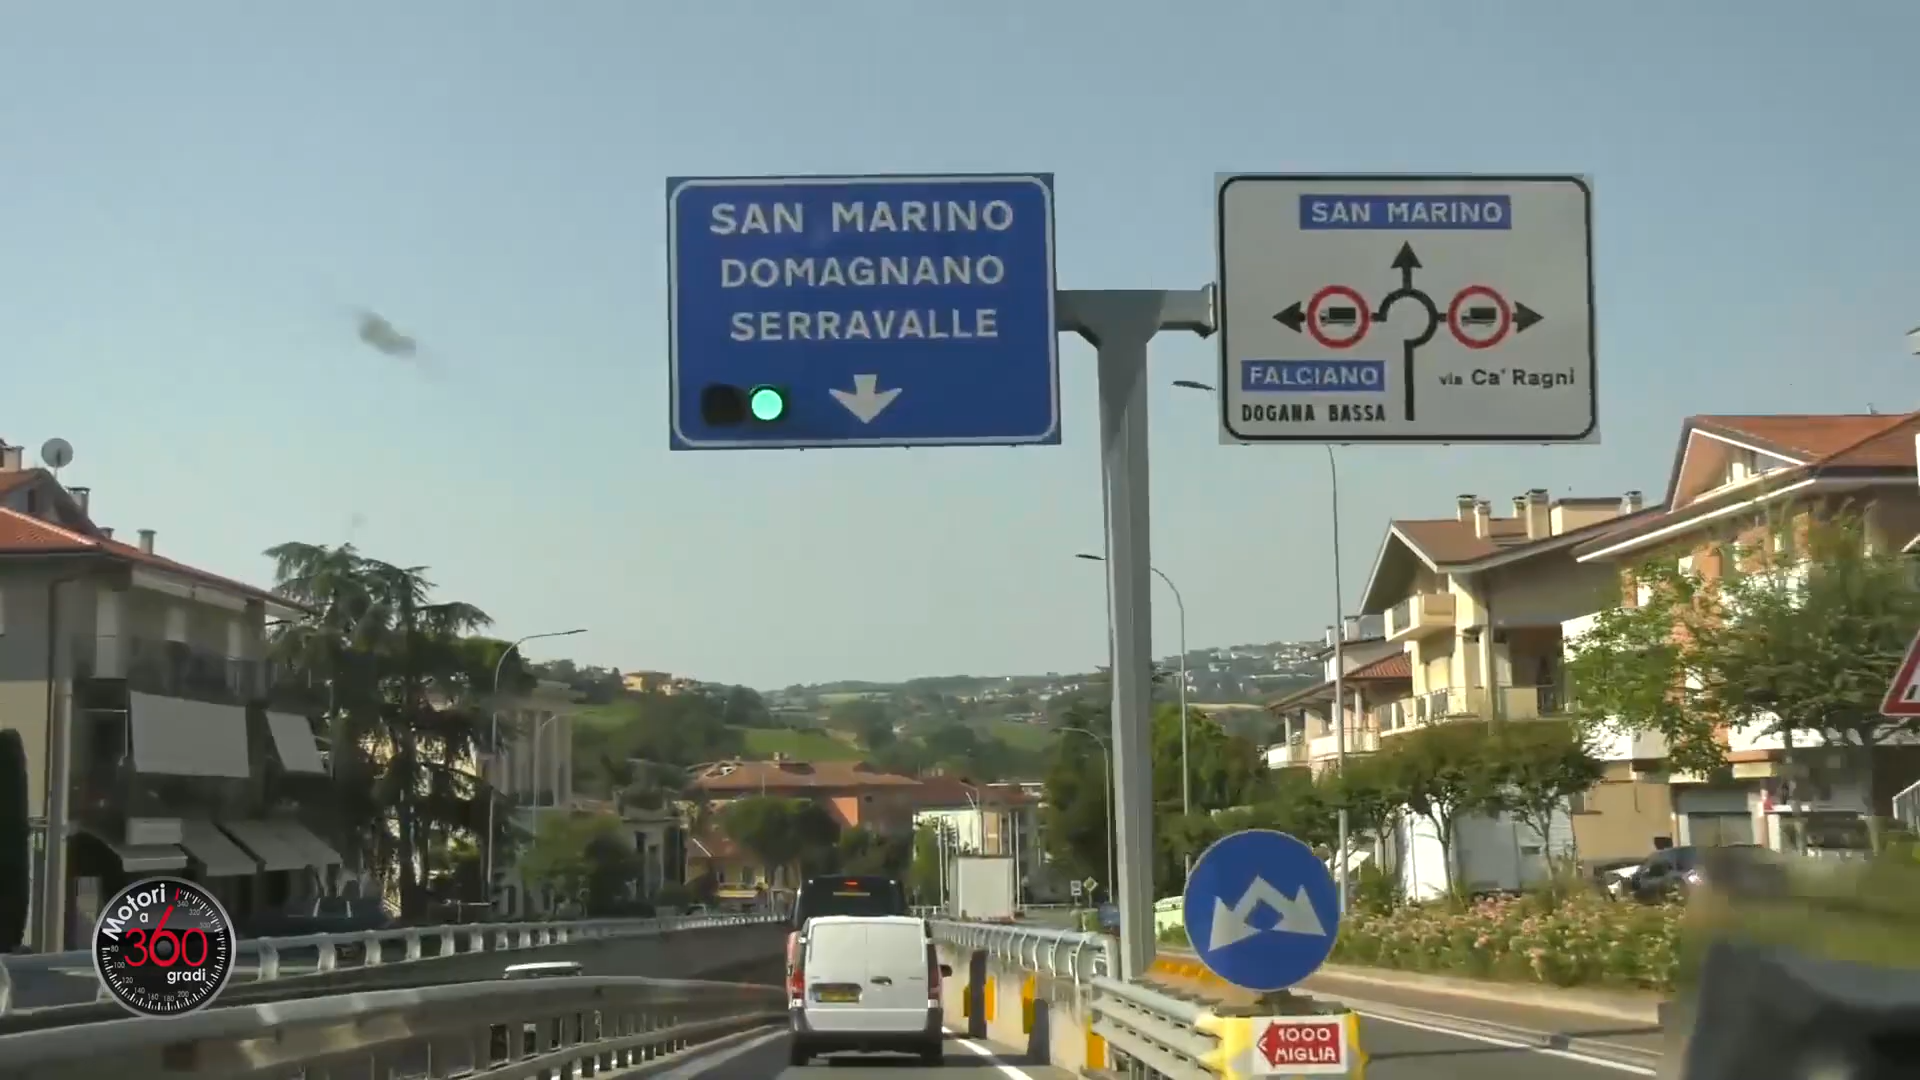 SAN MARINO
DOMAGNANO
SERRAVALLE
SAN MARINO
FALCIANO
DOGANA BASSA
via Ca' Ragni
1000
MIGLIA
Motori
a
360
gradi